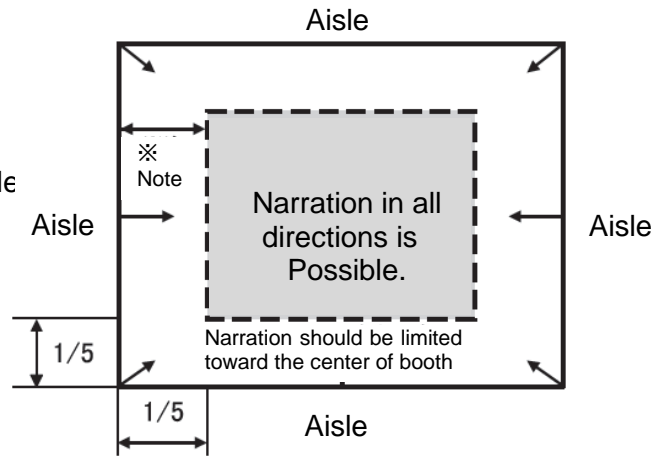 Aisle
※
Note
Aisle
Narration in all
directions is
Possible.
Aisle
Narration should be limited
toward the center of booth
1/5
1/5
Aisle